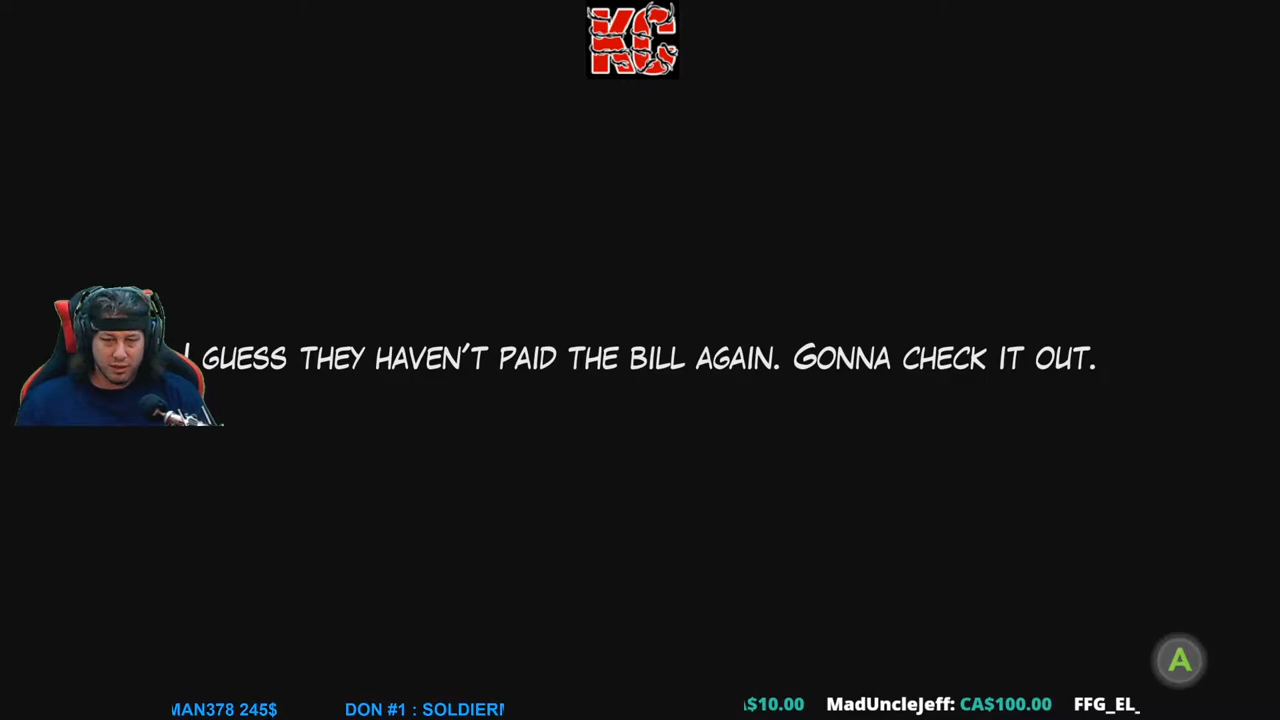 KC
I GUESS THEY HAVEN'T PAID THE BILL AGAIN. GONNA CHECK IT OUT.
A
MAN378 245$ DON #1 : SOLDIER
$10.00 MadUncleJeff: CA$100.00 FFG_EL_